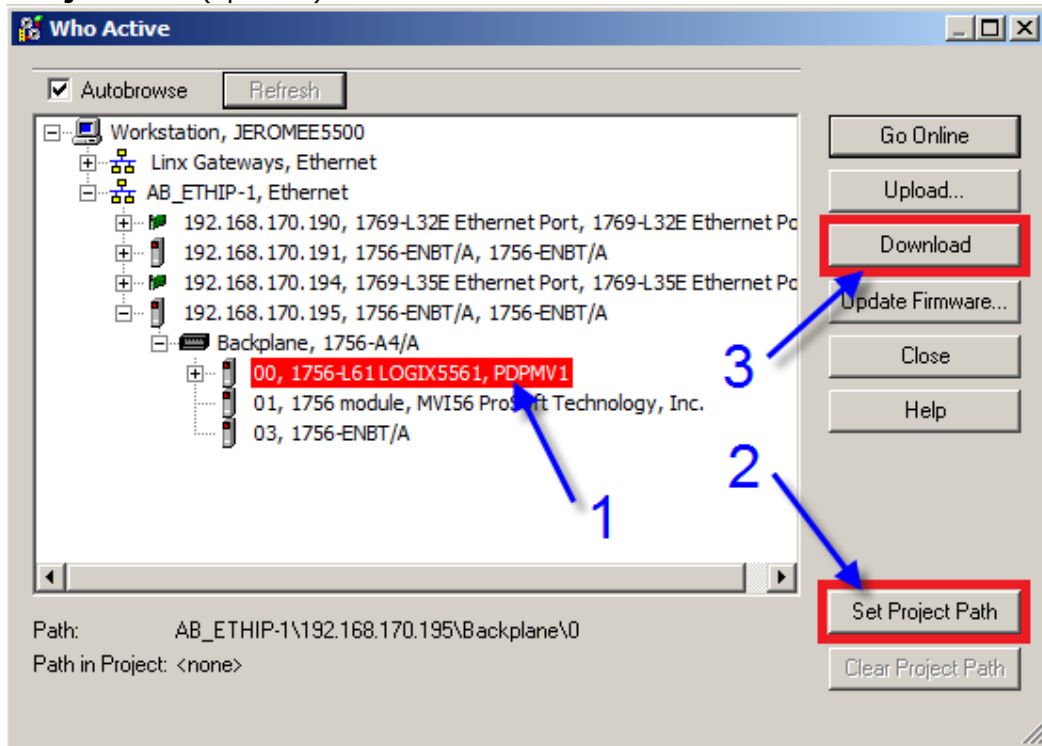 Who Active
Autobrowse Refresh
Workstation, JEROMEE5500
Linx Gateways, Ethernet
AB_ETHIP-1, Ethernet
192.168.170.190, 1769-L32E Ethernet Port, 1769-L32E Ethernet Po
192.168.170.191, 1756-ENBT/A, 1756-ENBT/A
192.168.170.194, 1769-L35E Ethernet Port, 1769-L35E Ethernet Po
192.168.170.195, 1756-ENBT/A, 1756-ENBT/A
Backplane, 1756-A4/A
00, 1756-L61 LOGIX5561, PDPMV1
01, 1756 module, MVI56 ProSoft Technology, Inc.
03, 1756-ENBT/A
1
Go Online
Upload...
Download
3
Update Firmware...
Close
Help
2
Set Project Path
Clear Project Path
Path: AB_ETHIP-1\192.168.170.195\Backplane\0
Path in Project: <none>